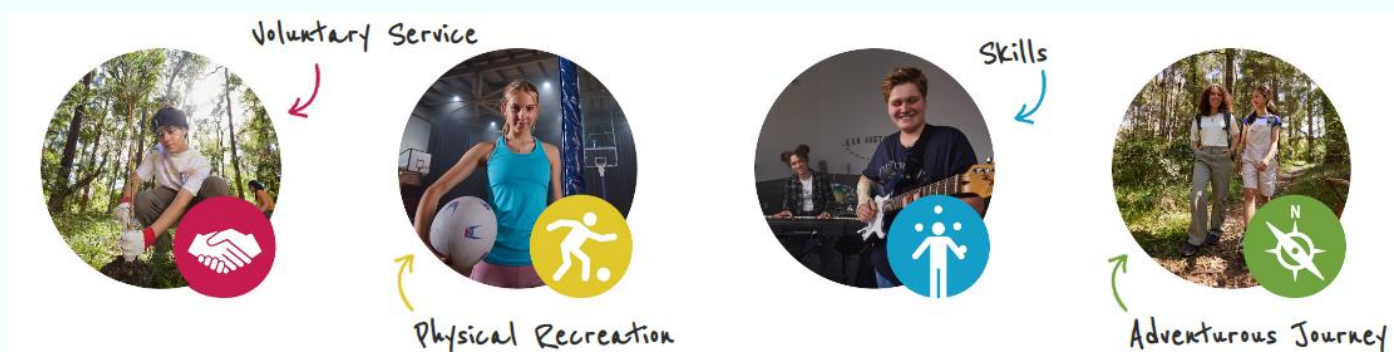 Voluntary Service
Skills
N
Physical Recreation
Adventurous Journey